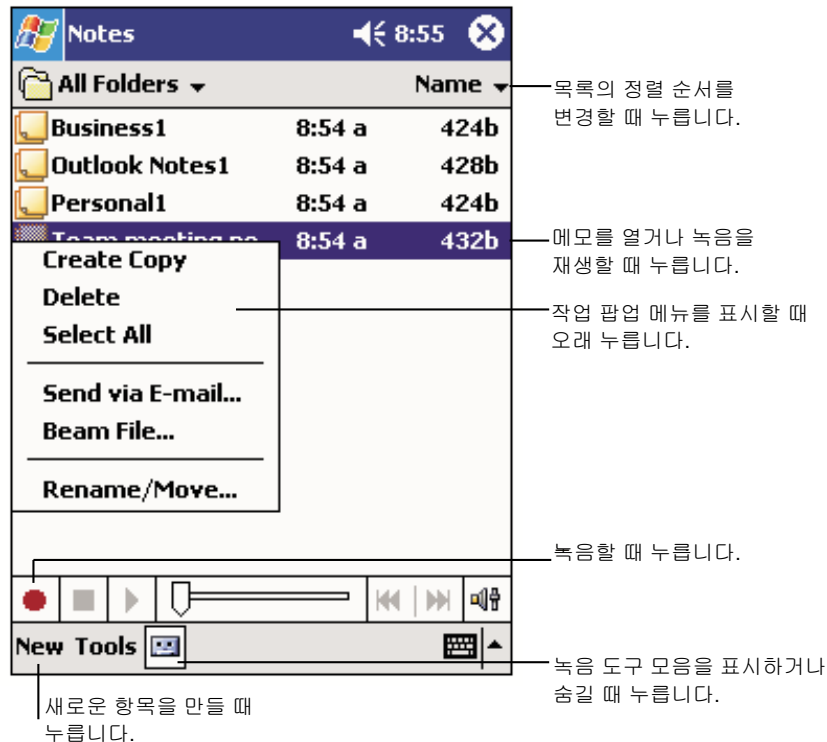 Notes 8:55
All Folders Name
목록의 정렬 순서를
변경할 때 누릅니다.
Business1 8:54 a 424b
Outlook Notes1 8:54 a 428b
Personal1 8:54 a 424b
Team meeting no 8:54 a 432b
메모를 열거나 녹음을
재생할 때 누릅니다.
Create Copy
Delete
Select All
작업 팝업 메뉴를 표시할 때
오래 누릅니다.
Send via E-mail...
Beam File...
Rename/Move...
녹음할 때 누릅니다.
New Tools
녹음 도구 모음을 표시하거나
숨길 때 누릅니다.
새로운 항목을 만들 때
누릅니다.